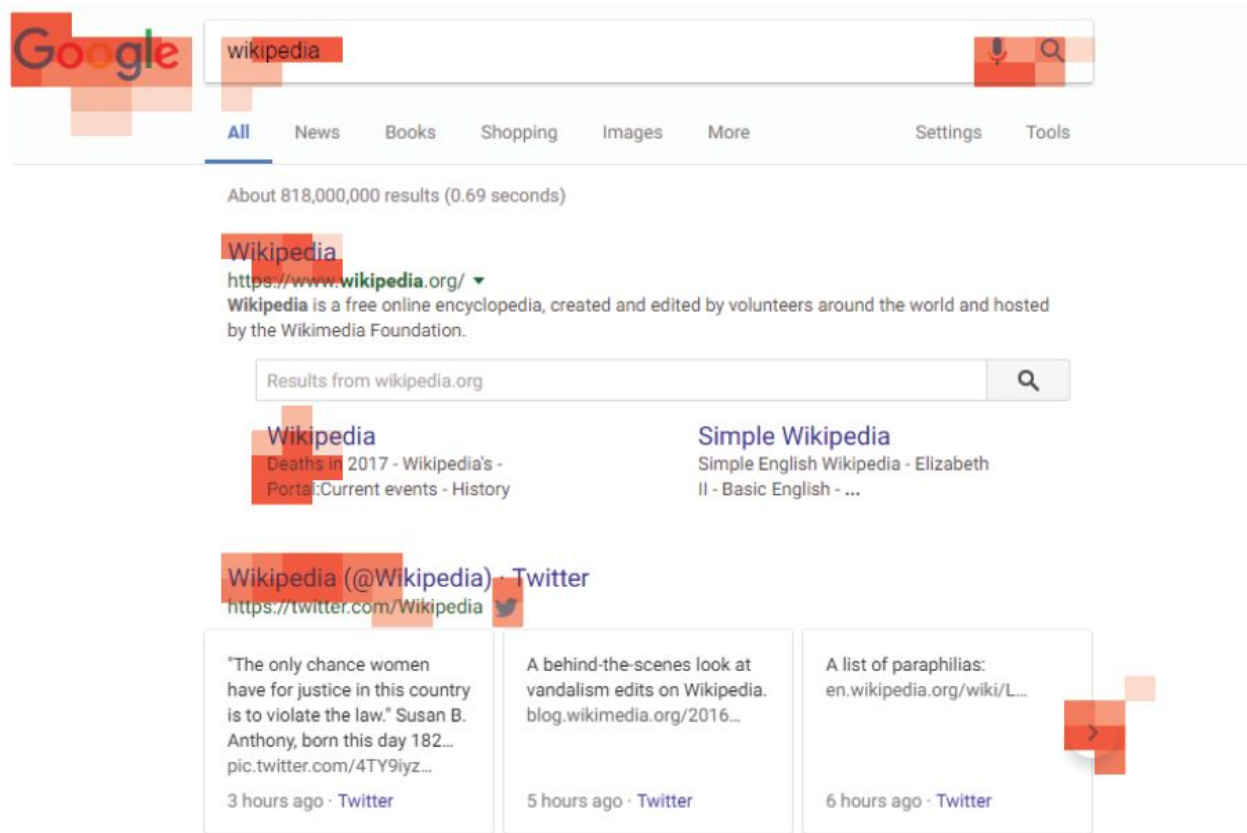 Google
wikipedia
All News Books Shopping Images More Settings Tools
About 818,000,000 results (0.69 seconds)
Wikipedia
https://www.wikipedia.org/
Wikipedia is a free online encyclopedia, created and edited by volunteers around the world and hosted
by the Wikimedia Foundation.
Results from wikipedia.org
Wikipedia
Deaths in 2017 - Wikipedia's -
Portal:Current events - History
Simple Wikipedia
Simple English Wikipedia - Elizabeth
II - Basic English - ...
Wikipedia (@Wikipedia) · Twitter
https://twitter.com/Wikipedia
"The only chance women
have for justice in this country
is to violate the law." Susan B.
Anthony, born this day 182...
pic.twitter.com/4TY9iyz...
3 hours ago · Twitter
A behind-the-scenes look at
vandalism edits on Wikipedia.
blog.wikimedia.org/2016...
5 hours ago · Twitter
A list of paraphilias:
en.wikipedia.org/wiki/L...
6 hours ago · Twitter